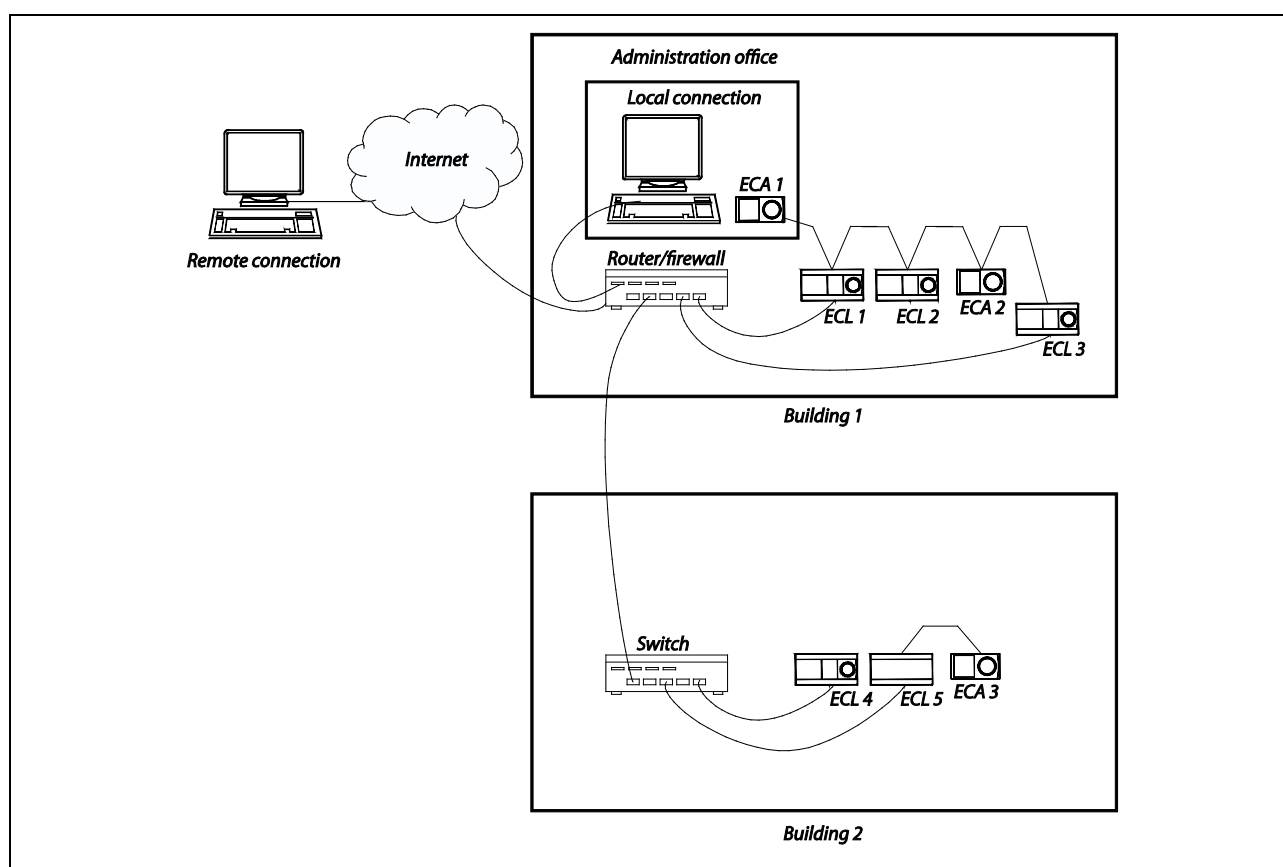 Administration office
Local connection
Internet
ECA 1
Remote connection
Router/firewall
ECL 1
ECL 2
ECA 2
ECL 3
Building 1
Switch
ECL 4
ECL 5
ECA 3
Building 2